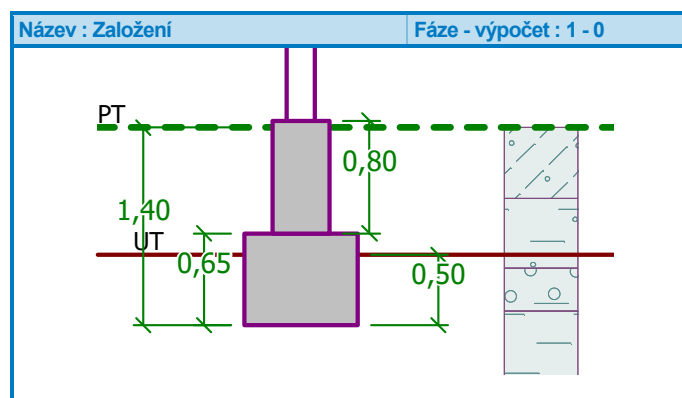 Název : Založení
Fáze - výpočet : 1 - 0
PT
0,80
1,40
UT
0,65
0,50